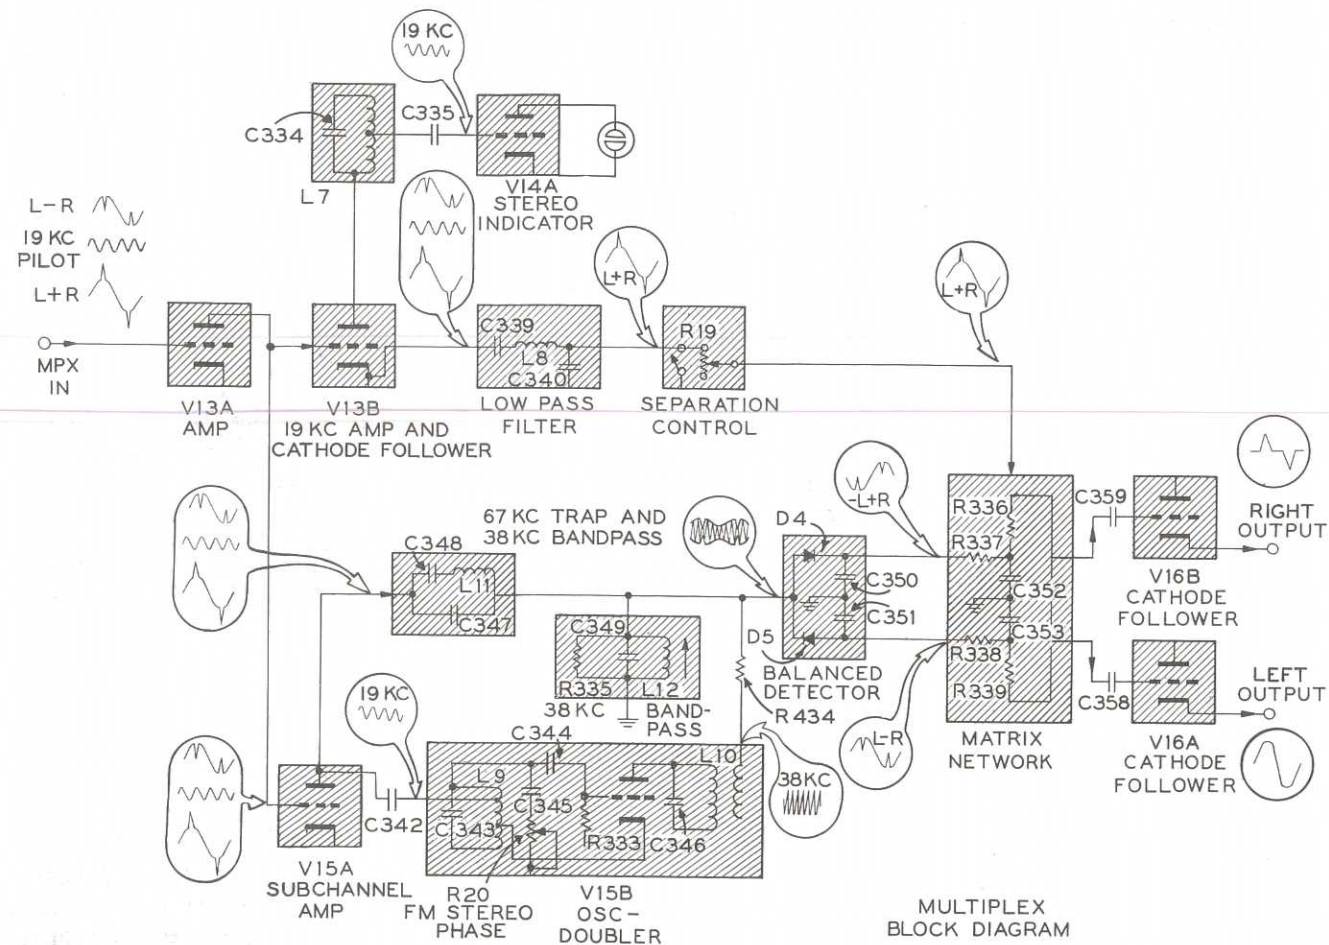 19 KC
C334
C335
L7
V14A
STEREO
INDICATOR
L-R
19 KC
PILOT
L+R
MPX
IN
V13A
AMP
V13B
19 KC AMP AND
CATHODE FOLLOWER
C339
L8
C340
LOW PASS
FILTER
L+R
R19
SEPARATION
CONTROL
L+R
67 KC TRAP AND
38 KC BANDPASS
C348
L11
C347
C349
R335
L12
38 KC
BAND-
PASS
D4
C350
C351
D5
BALANCED
DETECTOR
R434
-L+R
L-R
R336
R337
C352
C353
R338
R339
MATRIX
NETWORK
C359
V16B
CATHODE
FOLLOWER
RIGHT
OUTPUT
C358
V16A
CATHODE
FOLLOWER
LEFT
OUTPUT
19 KC
C342
V15A
SUBCHANNEL
AMP
C344
L9
C345
C343
R333
C346
L10
38 KC
R20
FM STEREO
PHASE
V15B
OSC-
DOUBLER
MULTIPLEX
BLOCK DIAGRAM